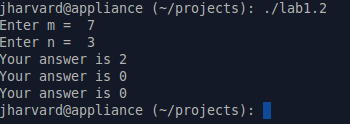 jharvard@appliance (~/projects): ./lab1.2
Enter m =  7
Enter n =  3
Your answer is 2
Your answer is 0
Your answer is 0
jharvard@appliance (~/projects):